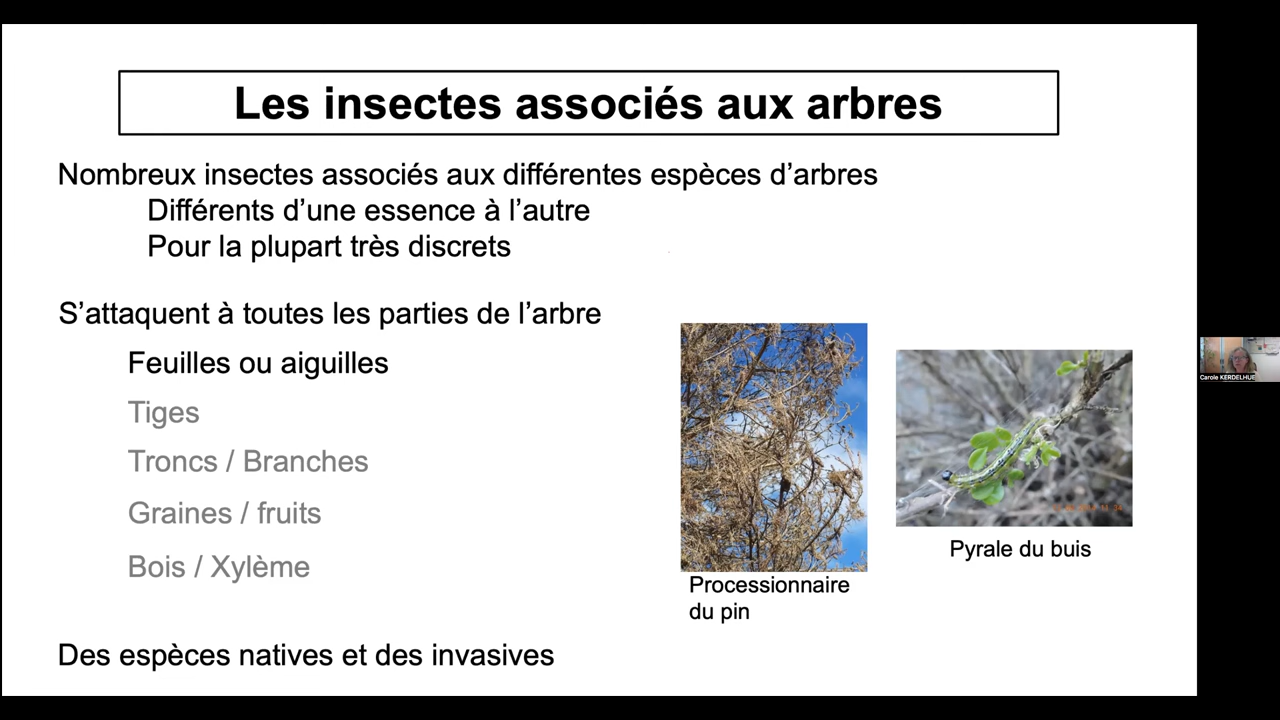 Les insectes associés aux arbres
Nombreux insectes associés aux différentes espèces d’arbres
Différents d’une essence à l’autre
Pour la plupart très discrets
S’attaquent à toutes les parties de l’arbre
Feuilles ou aiguilles
Tiges
Troncs / Branches
Graines / fruits
Bois / Xylème
Processionnaire
du pin
Pyrale du buis
Des espèces natives et des invasives
Carole KERDELHUE